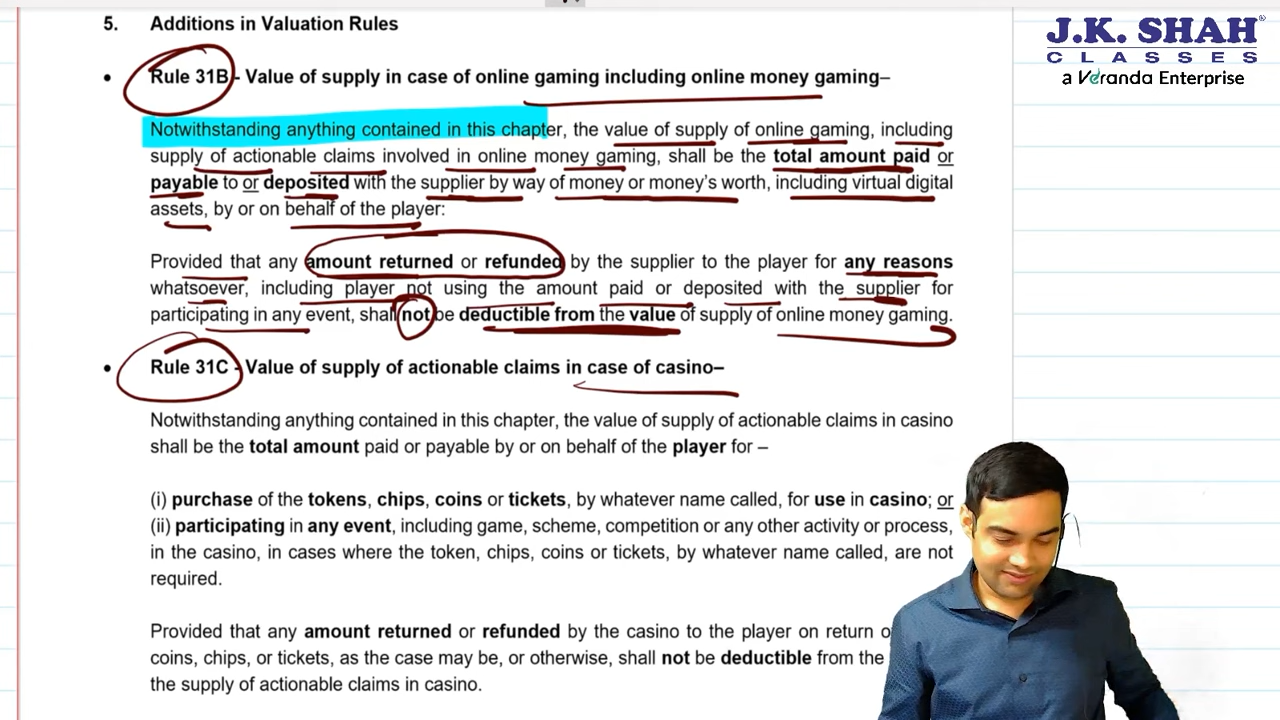 J.K. SHAH®
CLASSES
a Veranda Enterprise
5. Additions in Valuation Rules
• Rule 31B - Value of supply in case of online gaming including online money gaming–
Notwithstanding anything contained in this chapter, the value of supply of online gaming, including
supply of actionable claims involved in online money gaming, shall be the total amount paid or
payable to or deposited with the supplier by way of money or money's worth, including virtual digital
assets, by or on behalf of the player:
Provided that any amount returned or refunded by the supplier to the player for any reasons
whatsoever, including player not using the amount paid or deposited with the supplier for
participating in any event, shall not be deductible from the value of supply of online money gaming.
• Rule 31C - Value of supply of actionable claims in case of casino–
Notwithstanding anything contained in this chapter, the value of supply of actionable claims in casino
shall be the total amount paid or payable by or on behalf of the player for –
(i) purchase of the tokens, chips, coins or tickets, by whatever name called, for use in casino; or
(ii) participating in any event, including game, scheme, competition or any other activity or process,
in the casino, in cases where the token, chips, coins or tickets, by whatever name called, are not
required.
Provided that any amount returned or refunded by the casino to the player on return
coins, chips, or tickets, as the case may be, or otherwise, shall not be deductible from the
the supply of actionable claims in casino.